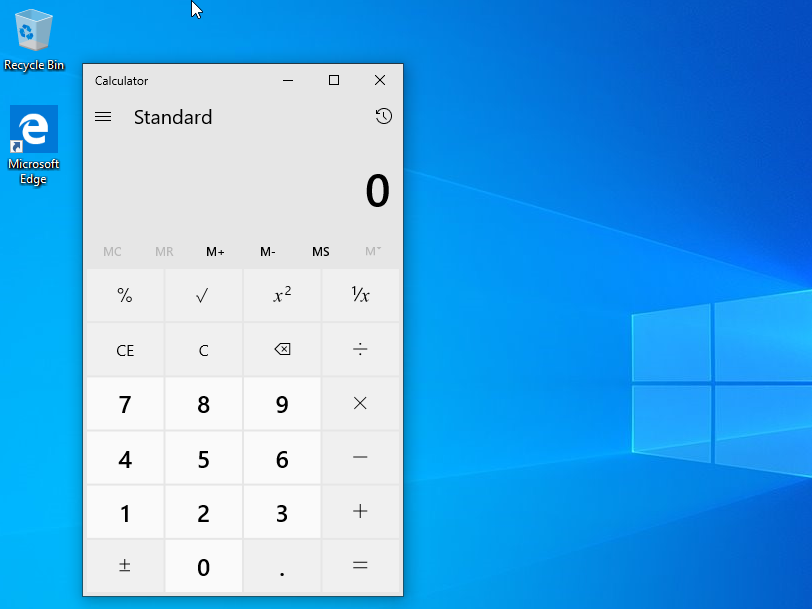 Recycle Bin
Microsoft
Edge
Calculator
Standard
0
MC MR M+ M- MS M˅
% √ x² ¹/x
CE C ⌫ ÷
7 8 9 ×
4 5 6 −
1 2 3 +
± 0 . =